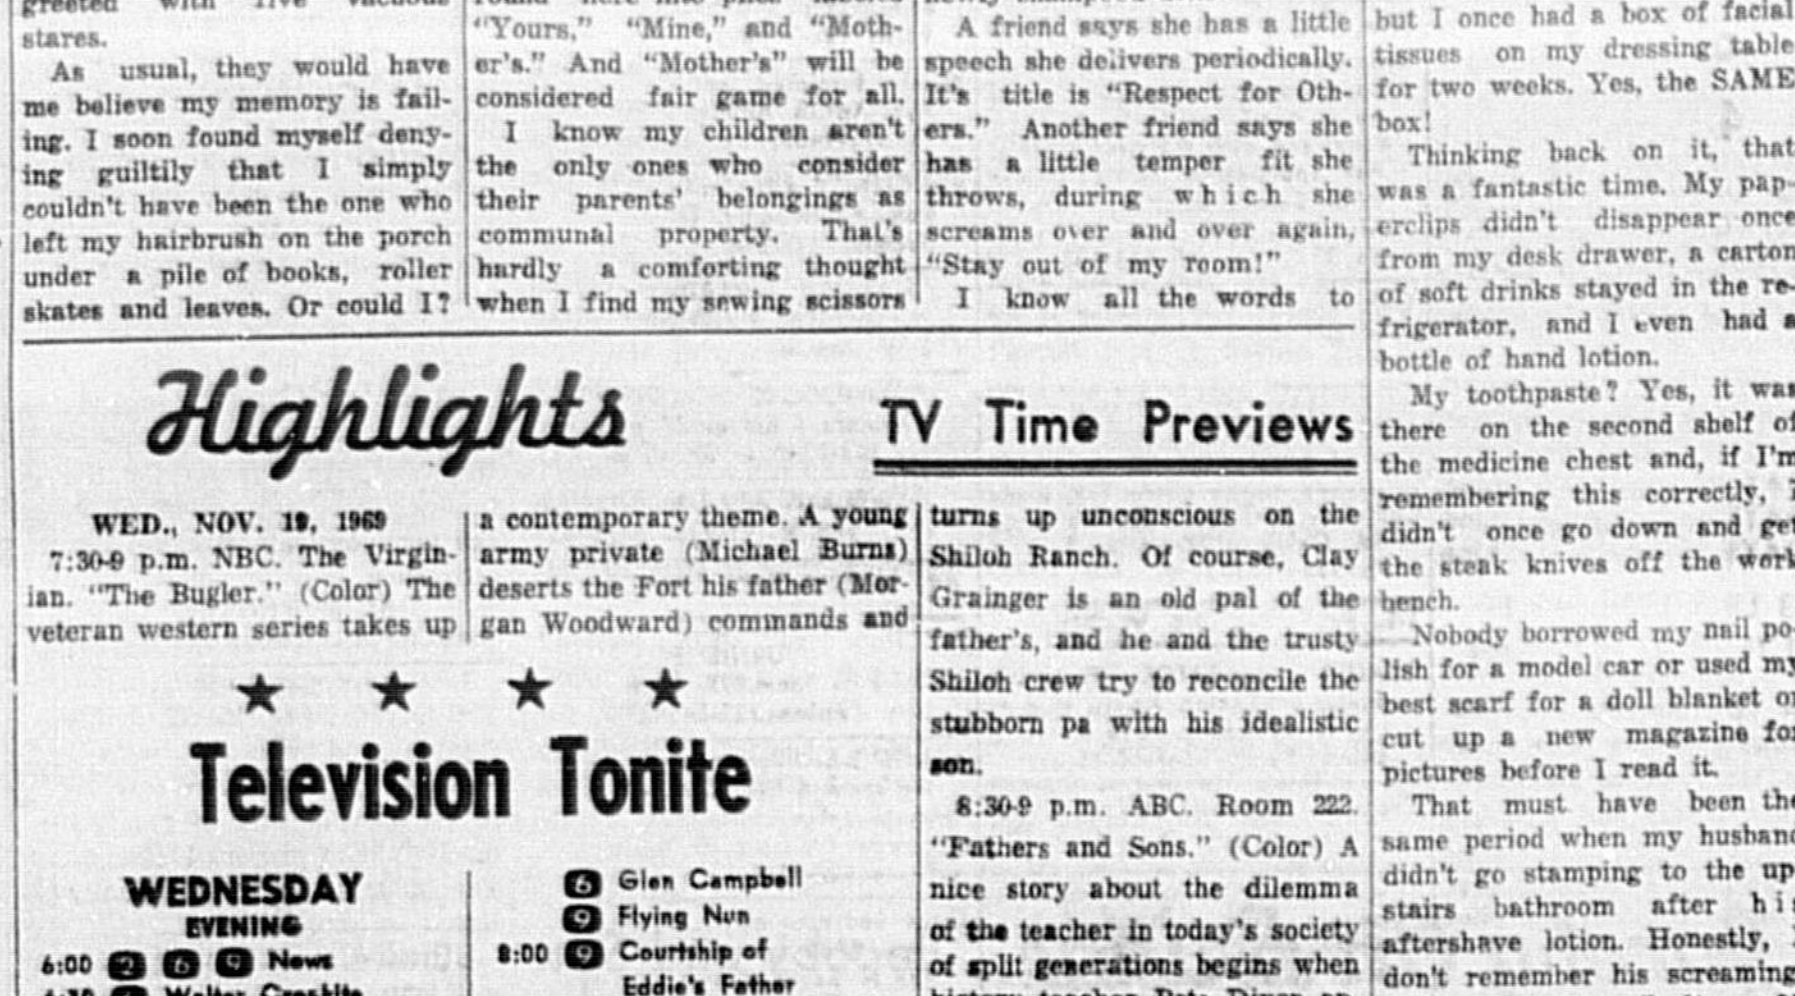 greeted with five vacuous
stares.
As usual, they would have
me believe my memory is fail-
ing. I soon found myself deny-
ing guiltily that I simply
couldn't have been the one who
left my hairbrush on the porch
under a pile of books, roller
skates and leaves. Or could I?
"Yours," "Mine," and "Moth-
er's." And "Mother's" will be
considered fair game for all.
I know my children aren't
the only ones who consider
their parents' belongings as
communal property. That's
hardly a comforting thought
when I find my sewing scissors
A friend says she has a little
speech she delivers periodically.
It's title is "Respect for Oth-
ers." Another friend says she
has a little temper fit she
throws, during which she
screams over and over again,
"Stay out of my room!"
I know all the words to
but I once had a box of facial
tissues on my dressing table
for two weeks. Yes, the SAME
box!
Thinking back on it, that
was a fantastic time. My pap-
erclips didn't disappear once
from my desk drawer, a carton
of soft drinks stayed in the re-
frigerator, and I even had a
bottle of hand lotion.
My toothpaste? Yes, it was
there on the second shelf of
the medicine chest and, if I'm
remembering this correctly, I
didn't once go down and get
the steak knives off the work
bench.
Nobody borrowed my nail po-
lish for a model car or used my
best scarf for a doll blanket or
cut up a new magazine for
pictures before I read it.
That must have been the
same period when my husband
didn't go stamping to the up-
stairs bathroom after his
aftershave lotion. Honestly, I
don't remember his screaming
Highlights
TV Time Previews
WED., NOV. 19, 1969
7:30-9 p.m. NBC. The Virgin-
ian. "The Bugler." (Color) The
veteran western series takes up
a contemporary theme. A young
army private (Michael Burns)
deserts the Fort his father (Mor-
gan Woodward) commands and
turns up unconscious on the
Shiloh Ranch. Of course, Clay
Grainger is an old pal of the
father's, and he and the trusty
Shiloh crew try to reconcile the
stubborn pa with his idealistic
son.
8:30-9 p.m. ABC. Room 222.
"Fathers and Sons." (Color) A
nice story about the dilemma
of the teacher in today's society
of split generations begins when
Television Tonite
WEDNESDAY
EVENING
6:00 2 6 9 News
Walter Cronkite
6 Glen Campbell
9 Flying Nun
8:00 9 Courtship of
Eddie's Father